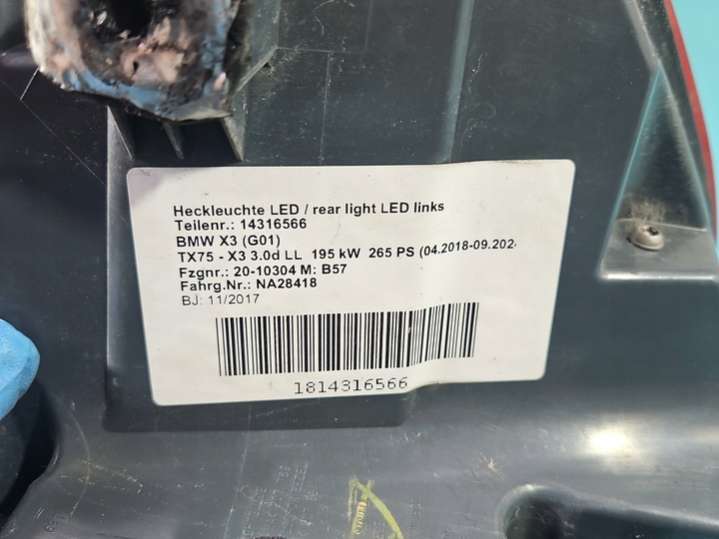 Heckleuchte LED / rear light LED links
Teilenr.: 14316566
BMW X3 (G01)
TX75 - X3 3.0d LL 195 kW 265 PS (04.2018-09.202
Fzgnr.: 20-10304 M: B57
Fahrg.Nr.: NA28418
BJ: 11/2017
1814316566